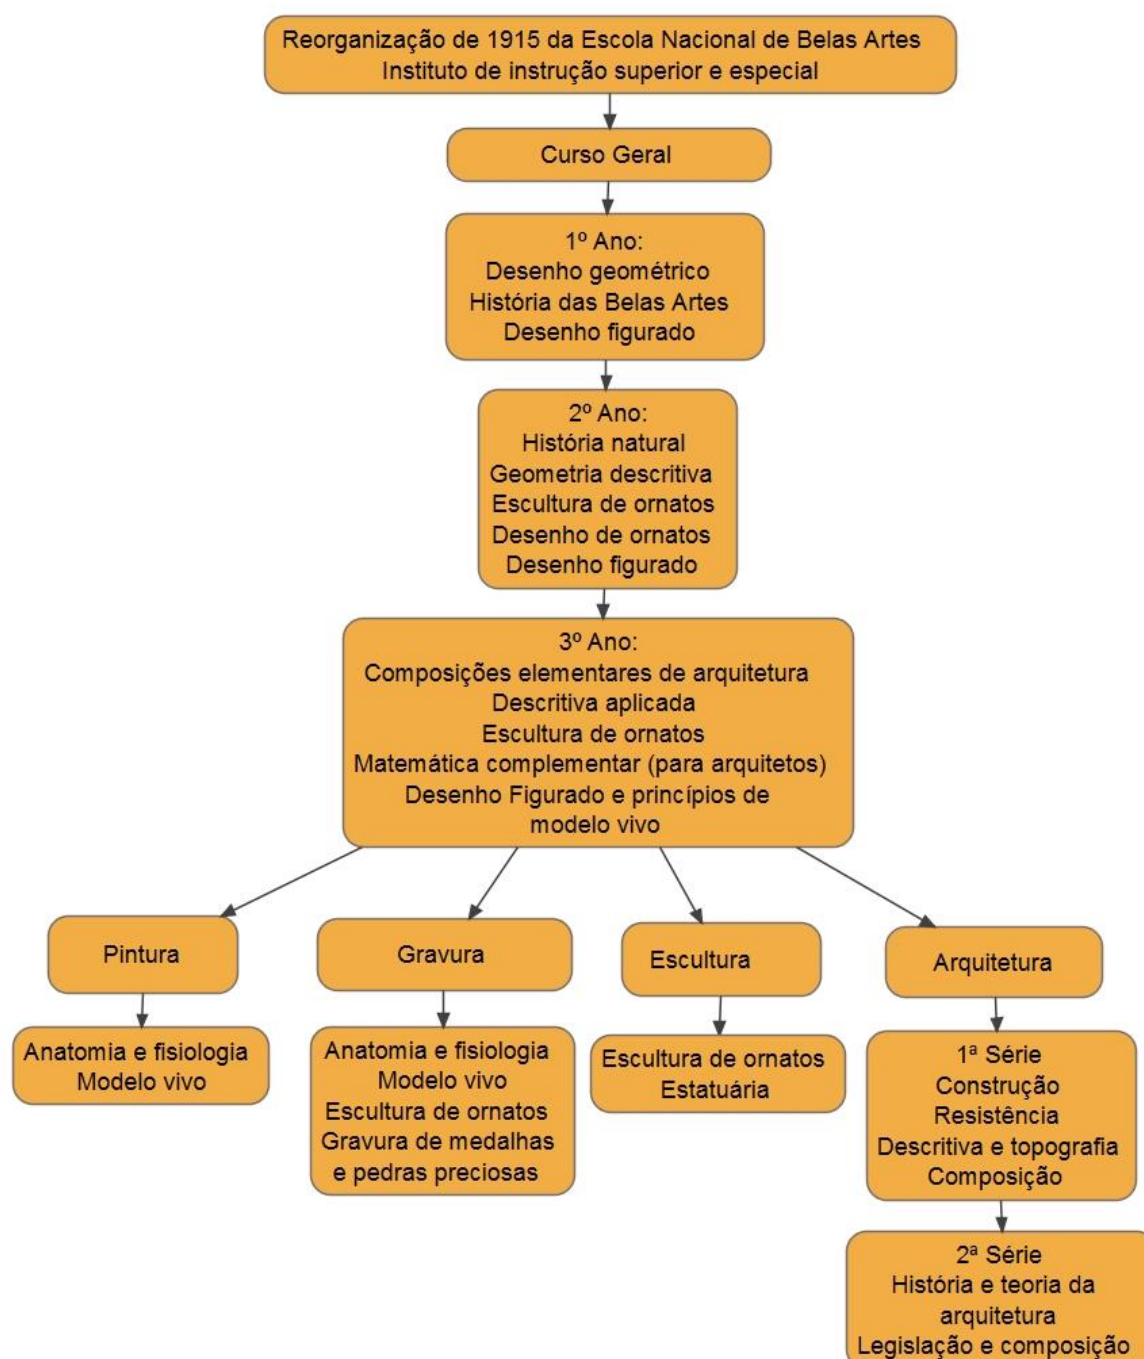 Reorganização de 1915 da Escola Nacional de Belas Artes
Instituto de instrução superior e especial
Curso Geral
1º Ano:
Desenho geométrico
História das Belas Artes
Desenho figurado
2º Ano:
História natural
Geometria descritiva
Escultura de ornatos
Desenho de ornatos
Desenho figurado
3º Ano:
Composições elementares de arquitetura
Descritiva aplicada
Escultura de ornatos
Matemática complementar (para arquitetos)
Desenho Figurado e princípios de
modelo vivo
Pintura
Anatomia e fisiologia
Modelo vivo
Gravura
Anatomia e fisiologia
Modelo vivo
Escultura de ornatos
Gravura de medalhas
e pedras preciosas
Escultura
Escultura de ornatos
Estatuária
Arquitetura
1ª Série
Construção
Resistência
Descritiva e topografia
Composição
2ª Série
História e teoria da
arquitetura
Legislação e composição